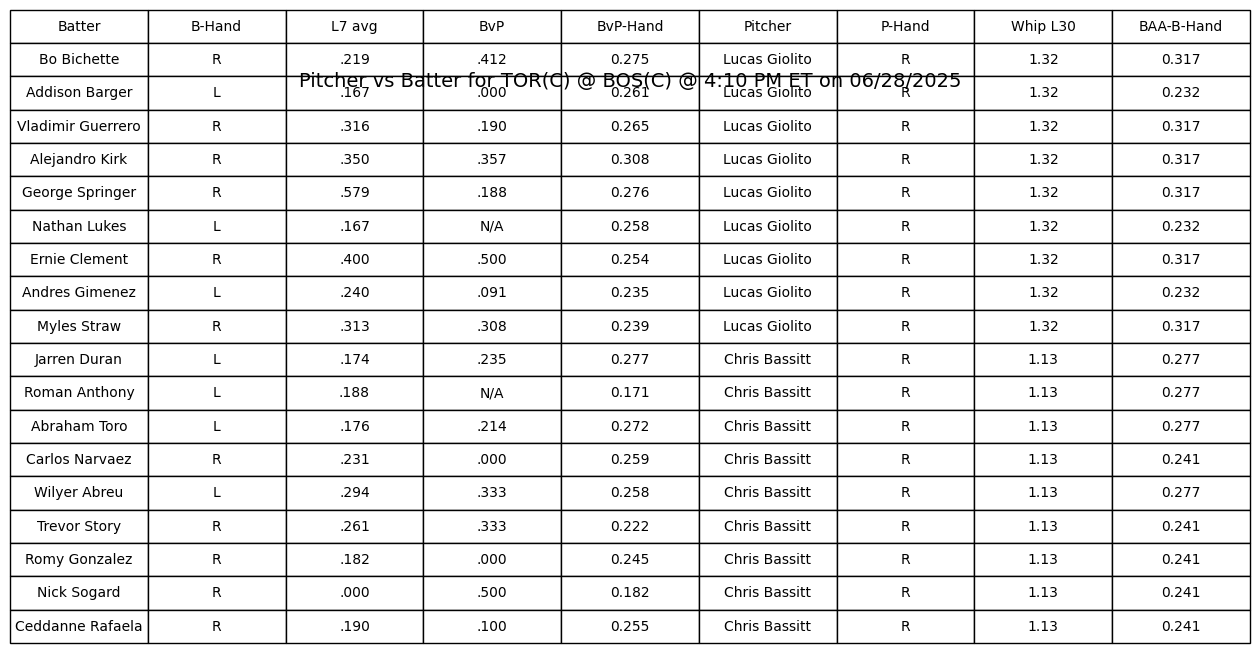 Batter B-Hand L7 avg BvP BvP-Hand Pitcher P-Hand Whip L30 BAA-B-Hand
Bo Bichette R .219 .412 0.275 Lucas Giolito R 1.32 0.317
Pitcher vs Batter for TOR(C) @ BOS(C) @ 4:10 PM ET on 06/28/2025
Addison Barger L .167 .000 0.261 Lucas Giolito R 1.32 0.232
Vladimir Guerrero R .316 .190 0.265 Lucas Giolito R 1.32 0.317
Alejandro Kirk R .350 .357 0.308 Lucas Giolito R 1.32 0.317
George Springer R .579 .188 0.276 Lucas Giolito R 1.32 0.317
Nathan Lukes L .167 N/A 0.258 Lucas Giolito R 1.32 0.232
Ernie Clement R .400 .500 0.254 Lucas Giolito R 1.32 0.317
Andres Gimenez L .240 .091 0.235 Lucas Giolito R 1.32 0.232
Myles Straw R .313 .308 0.239 Lucas Giolito R 1.32 0.317
Jarren Duran L .174 .235 0.277 Chris Bassitt R 1.13 0.277
Roman Anthony L .188 N/A 0.171 Chris Bassitt R 1.13 0.277
Abraham Toro L .176 .214 0.272 Chris Bassitt R 1.13 0.277
Carlos Narvaez R .231 .000 0.259 Chris Bassitt R 1.13 0.241
Wilyer Abreu L .294 .333 0.258 Chris Bassitt R 1.13 0.277
Trevor Story R .261 .333 0.222 Chris Bassitt R 1.13 0.241
Romy Gonzalez R .182 .000 0.245 Chris Bassitt R 1.13 0.241
Nick Sogard R .000 .500 0.182 Chris Bassitt R 1.13 0.241
Ceddanne Rafaela R .190 .100 0.255 Chris Bassitt R 1.13 0.241